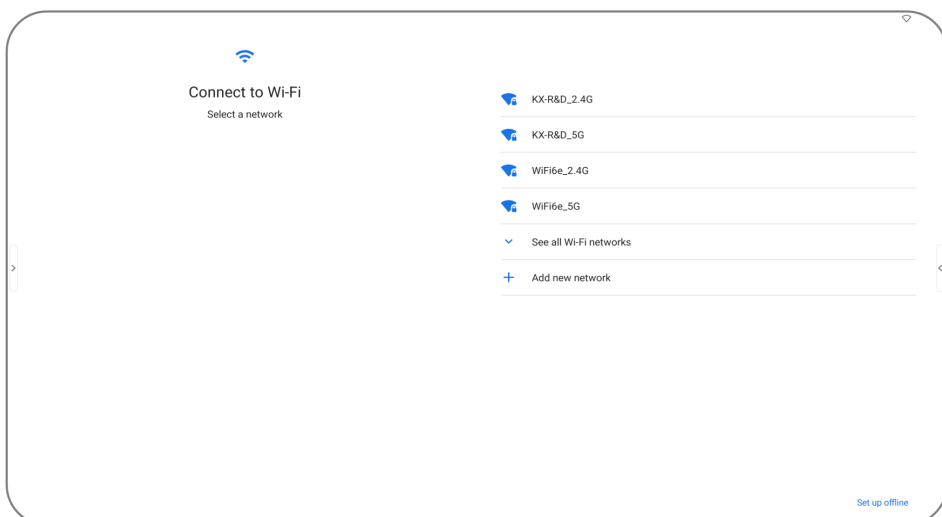 Connect to Wi-Fi
Select a network
KX-R&D_2.4G
KX-R&D_5G
WiFi6e_2.4G
WiFi6e_5G
See all Wi-Fi networks
Add new network
Set up offline